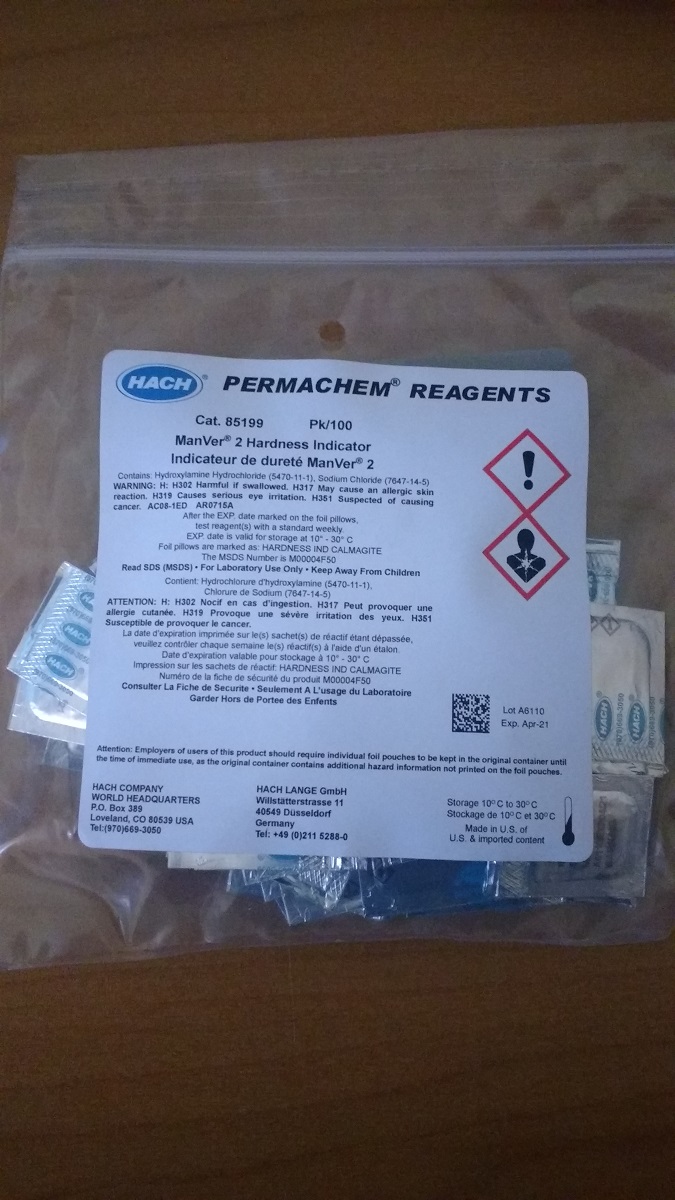 HACH® PERMACHEM® REAGENTS
Cat. 85199 Pk/100
ManVer® 2 Hardness Indicator
Indicateur de dureté ManVer® 2
Contains: Hydroxylamine Hydrochloride (5470-11-1), Sodium Chloride (7647-14-5)
WARNING: H: H302 Harmful if swallowed. H317 May cause an allergic skin
reaction. H319 Causes serious eye irritation. H351 Suspected of causing
cancer. AC08-1ED AR0715A
After the EXP. date marked on the foil pillows,
test reagent(s) with a standard weekly.
EXP. date is valid for storage at 10° - 30° C
Foil pillows are marked as: HARDNESS IND CALMAGITE
The MSDS Number is M00004F50
Read SDS (MSDS) • For Laboratory Use Only • Keep Away From Children
Contient: Hydrochlorure d'hydroxylamine (5470-11-1),
Chlorure de Sodium (7647-14-5)
ATTENTION: H: H302 Nocif en cas d'ingestion. H317 Peut provoquer une
allergie cutanée. H319 Provoque une sévère irritation des yeux. H351
Susceptible de provoquer le cancer.
La date d'expiration imprimée sur le(s) sachet(s) de réactif étant dépassée,
veuillez contrôler chaque semaine le(s) réactif(s) à l'aide d'un étalon.
Date d'expiration valable pour stockage à 10° - 30° C
Impression sur les sachets de réactif: HARDNESS IND CALMAGITE
Numéro de la fiche de sécurité du produit M00004F50
Consulter La Fiche de Securite • Seulement A L'usage du Laboratoire
Garder Hors de Portee des Enfents
Lot A6110
Exp. Apr-21
Attention: Employers of users of this product should require individual foil pouches to be kept in the original container until
the time of immediate use, as the original container contains additional hazard information not printed on the foil pouches.
HACH COMPANY
WORLD HEADQUARTERS
P.O. Box 389
Loveland, CO 80539 USA
Tel:(970)669-3050
HACH LANGE GmbH
Willstätterstrasse 11
40549 Düsseldorf
Germany
Tel: +49 (0)211 5288-0
Storage 10° C to 30° C
Stockage de 10° C et 30° C
Made in U.S. of
U.S. & imported content
HACH
HACH
HACH
HACH
(970)669-3050